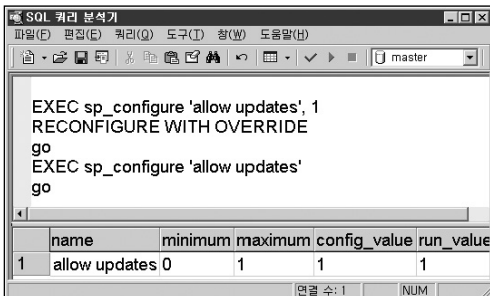 SQL 쿼리 분석기
파일(F) 편집(E) 쿼리(Q) 도구(T) 창(W) 도움말(H)
master
EXEC sp_configure 'allow updates', 1
RECONFIGURE WITH OVERRIDE
go
EXEC sp_configure 'allow updates'
go
name minimum maximum config_value run_value
1 allow updates 0 1 1 1
연결 수: 1 NUM